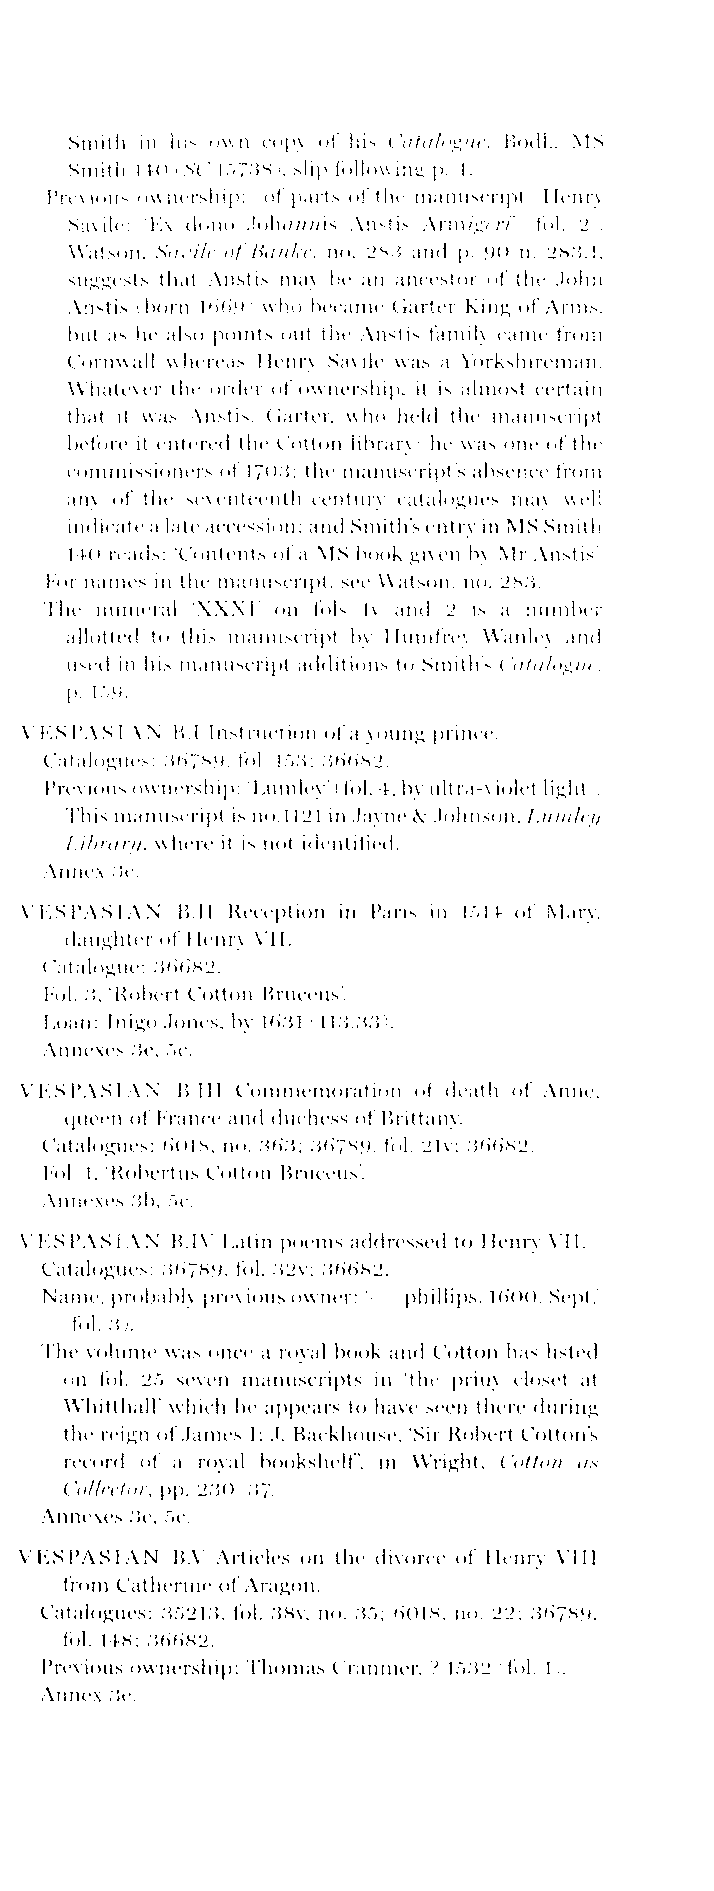 Smith in his own copy of his Catalogue, Bodl., MS
Smith 140 (SC 15738), slip following p. 4.
Previous ownership: (of parts of the manuscript) Henry
Savile; 'Ex dono Johannis Anstis Armigeri' (fol. 2).
Watson, Savile of Banke, no. 283 and p. 90 n. 283.1,
suggests that Anstis may be an ancestor of the John
Anstis (born 1669) who became Garter King of Arms,
but as he also points out the Anstis family came from
Cornwall whereas Henry Savile was a Yorkshireman.
Whatever the order of ownership, it is almost certain
that it was Anstis, Garter, who held the manuscript
before it entered the Cotton library: he was one of the
commissioners of 1703; the manuscript's absence from
any of the seventeenth-century catalogues may well
indicate a late accession; and Smith's entry in MS Smith
140 reads: 'Contents of a MS book given by Mr Anstis'.
For names in the manuscript, see Watson, no. 283.
The numeral 'XXXI' on fols 1v and 2 is a number
allotted to this manuscript by Humfrey Wanley and
used in his manuscript additions to Smith's Catalogue,
p. 159.
VESPASIAN B.I Instruction of a young prince.
Catalogues: 36789, fol. 153; 36682.
Previous ownership: 'Lumley' (fol. 4, by ultra-violet light).
This manuscript is no.1121 in Jayne & Johnson, Lumley
Library, where it is not identified.
Annex 3e.
VESPASIAN B.II Reception in Paris in 1514 of Mary,
daughter of Henry VII.
Catalogue: 36682.
Fol. 3, 'Robert Cotton Bruceus'.
Loan: Inigo Jones, by 1631 (113.33).
Annexes 3e, 5c.
VESPASIAN B.III Commemoration of death of Anne,
queen of France and duchess of Brittany.
Catalogues: 6018, no. 363; 36789, fol. 21v; 36682.
Fol. 1, 'Robertus Cotton Bruceus'.
Annexes 3b, 5c.
VESPASIAN B.IV Latin poems addressed to Henry VII.
Catalogues: 36789, fol. 32v; 36682.
Name, probably previous owner: '- phillips, 1600, Sept.'
(fol. 3).
The volume was once a royal book and Cotton has listed
on fol. 25 seven manuscripts in 'the priuy closet at
Whitthall' which he appears to have seen there during
the reign of James I: J. Backhouse, 'Sir Robert Cotton's
record of a royal bookshelf', in Wright, Cotton as
Collector, pp. 230-37.
Annexes 3e, 5c.
VESPASIAN B.V Articles on the divorce of Henry VIII
from Catherine of Aragon.
Catalogues: 35213, fol. 38v, no. 35; 6018, no. 22; 36789,
fol. 148; 36682.
Previous ownership: Thomas Cranmer, ? 1532 (fol. 1).
Annex 3e.